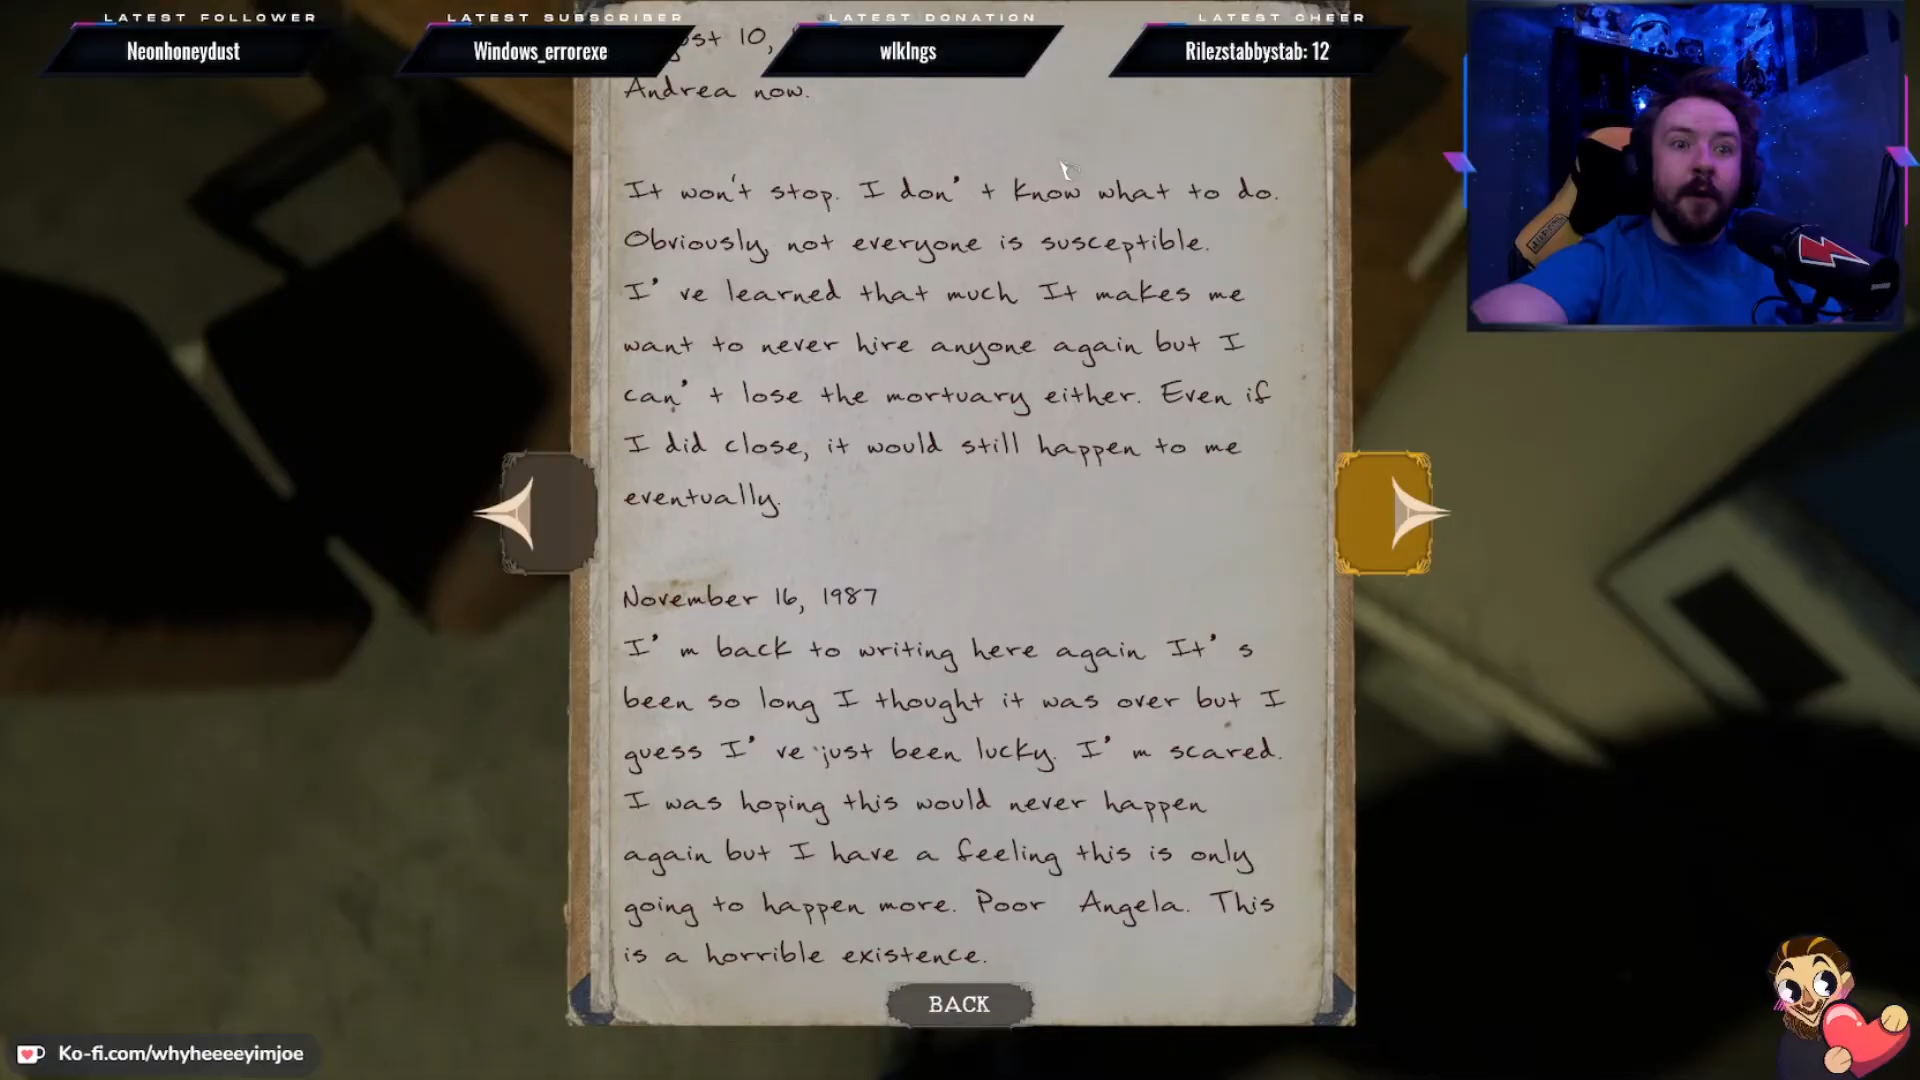 LATEST FOLLOWER
Neonhoneydust
LATEST SUBSCRIBER
Windows_errorexe
LATEST DONATION
wlklngs
LATEST CHEER
Rilezstabbystab: 12
st 10,
Andrea now.
It won't stop. I don' t know what to do.
Obviously, not everyone is susceptible.
I' ve learned that much It makes me
want to never hire anyone again but I
can' t lose the mortuary either. Even if
I did close, it would still happen to me
eventually.
November 16, 1987
I' m back to writing here again It' s
been so long I thought it was over but I
guess I' ve just been lucky. I' m scared.
I was hoping this would never happen
again but I have a feeling this is only
going to happen more. Poor Angela. This
is a horrible existence.
BACK
Ko-fi.com/whyheeeeyimjoe